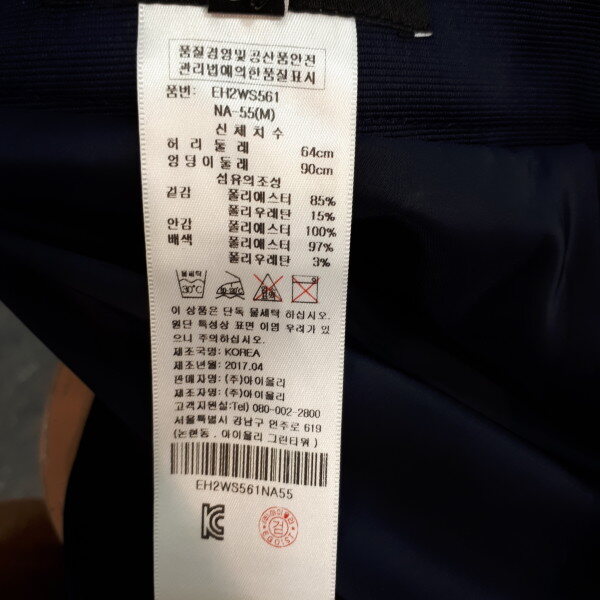 품질경영및공산품안전
관리법에의한품질표시
품번: EH2WS561
NA-55(M)
신체치수
허리둘레 64cm
엉덩이둘레 90cm
섬유의조성
겉감 폴리에스터 85%
폴리우레탄 15%
안감 폴리에스터 100%
배색 폴리에스터 97%
폴리우레탄 3%
물세탁
30℃
이 상품은 단독 물세탁 하십시오.
원단 특성상 표면 이염 우려가 있
으니 주의하십시오.
제조국명: KOREA
제조년월: 2017.04
판매자명: (주)아이올리
제조자명: (주)아이올리
고객지원실:Tel) 080-002-2800
서울특별시 강남구 언주로 619
(논현동, 아이올리 그린타워)
EH2WS561NA55
검
EGOIST